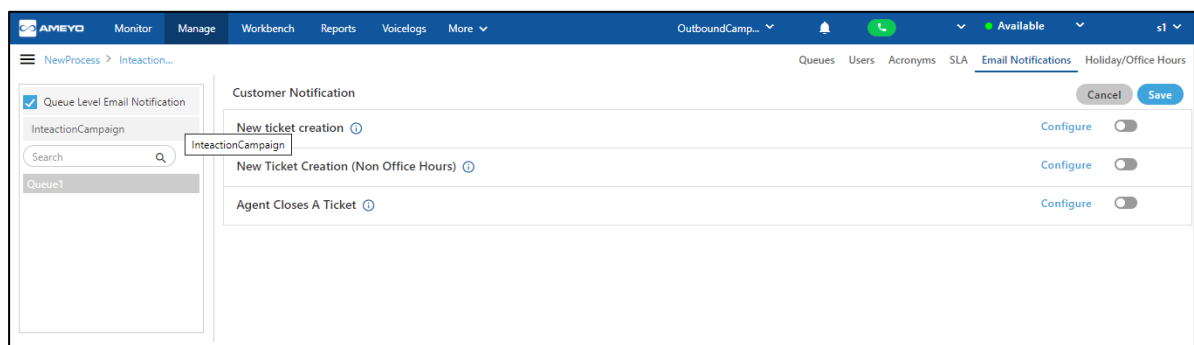 AMEYO Monitor Manage Workbench Reports Voicelogs More OutboundCamp... Available s1
NewProcess > Inteaction... Queues Users Acronyms SLA Email Notifications Holiday/Office Hours
Queue Level Email Notification
InteactionCampaign
InteactionCampaign
Search
Queue1
Customer Notification Cancel Save
New ticket creation Configure
New Ticket Creation (Non Office Hours) Configure
Agent Closes A Ticket Configure